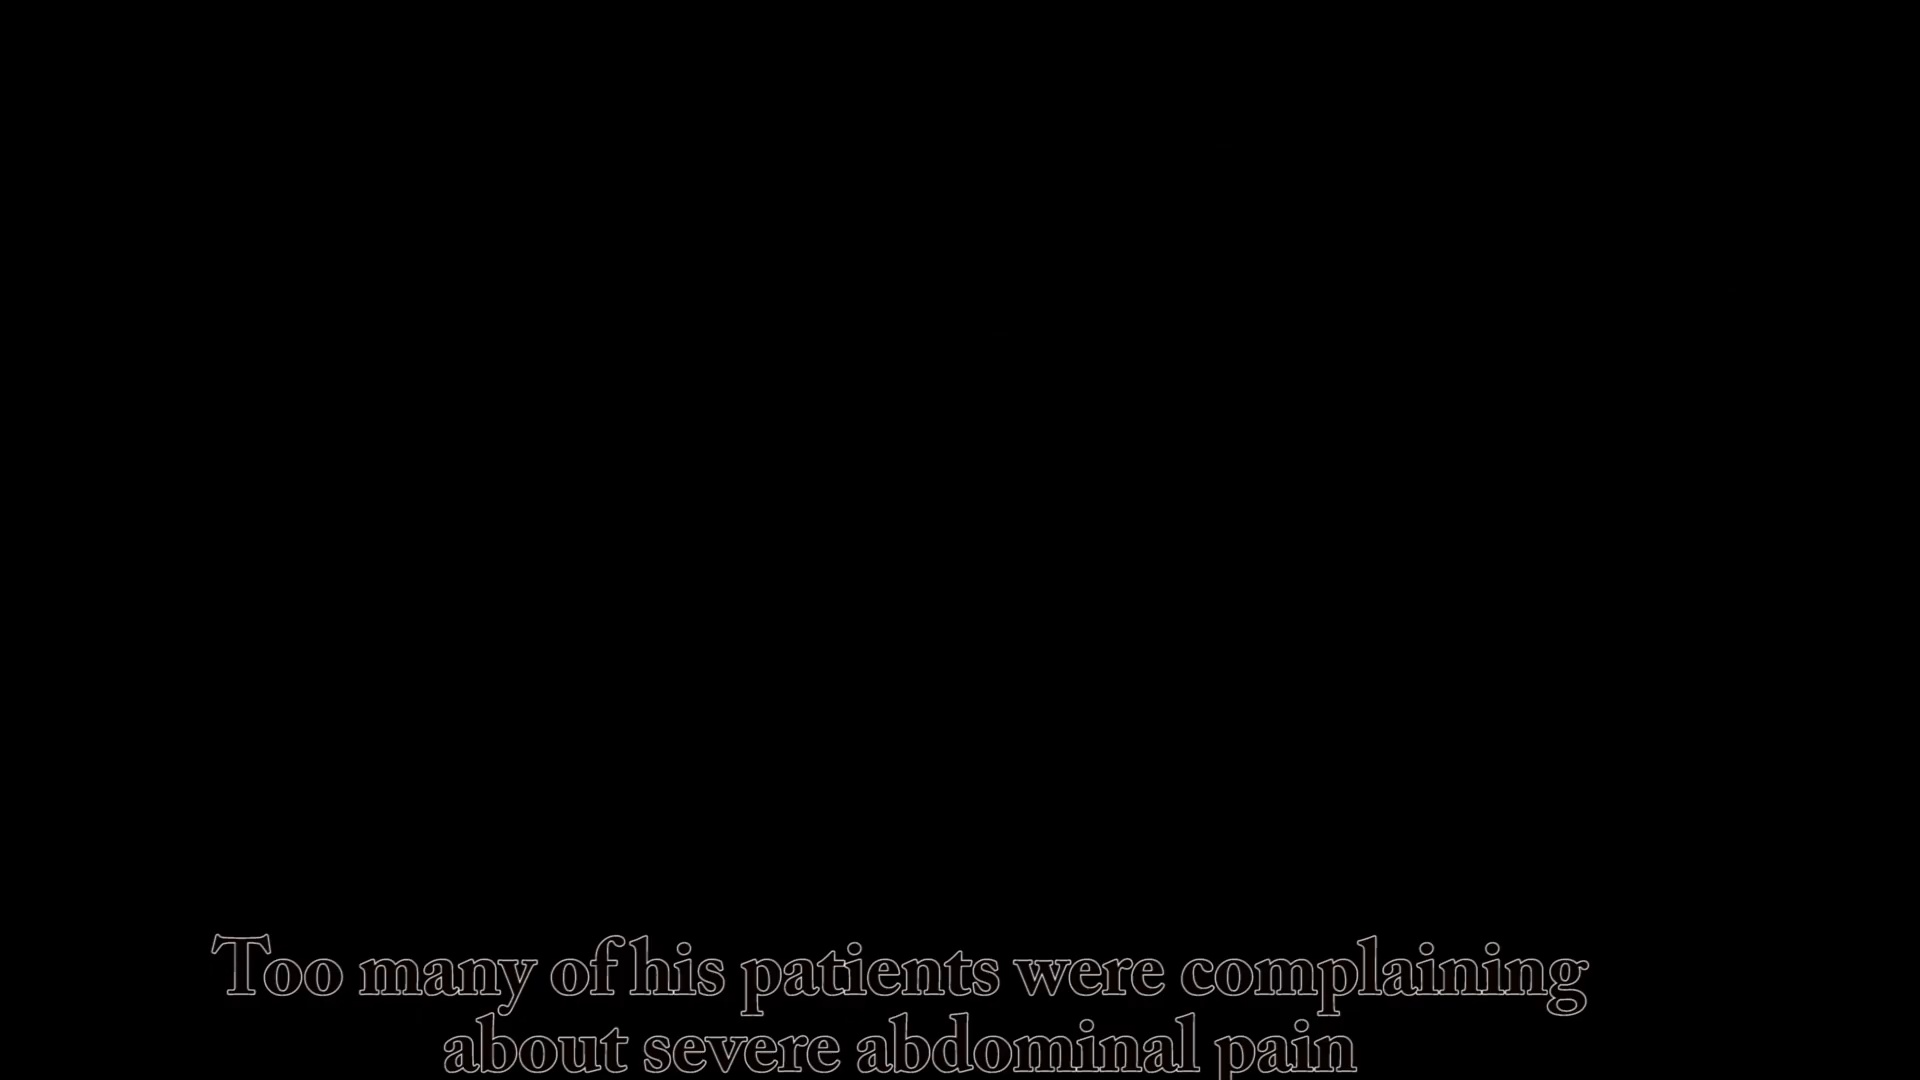 Too many of his patients were complaining
about severe abdominal pain